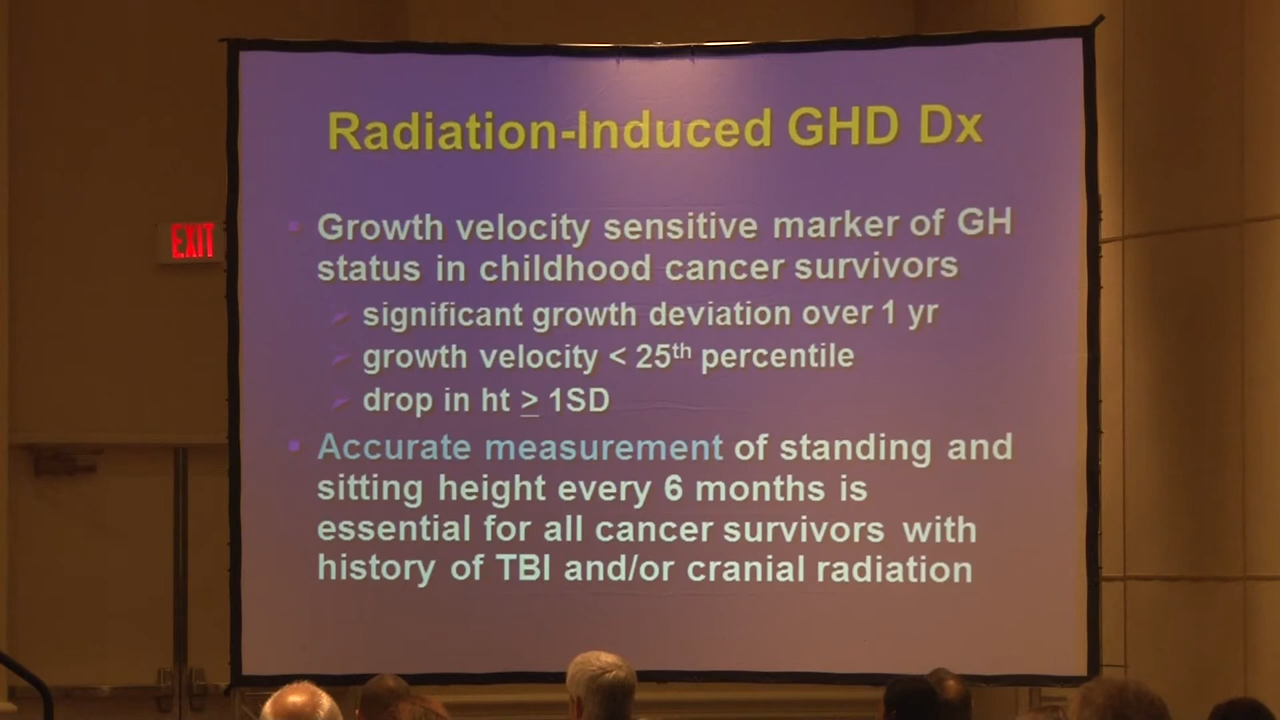 Radiation-Induced GHD Dx
EXIT
Growth velocity sensitive marker of GH
status in childhood cancer survivors
significant growth deviation over 1 yr
growth velocity < 25th percentile
drop in ht ≥ 1SD
Accurate measurement of standing and
sitting height every 6 months is
essential for all cancer survivors with
history of TBI and/or cranial radiation